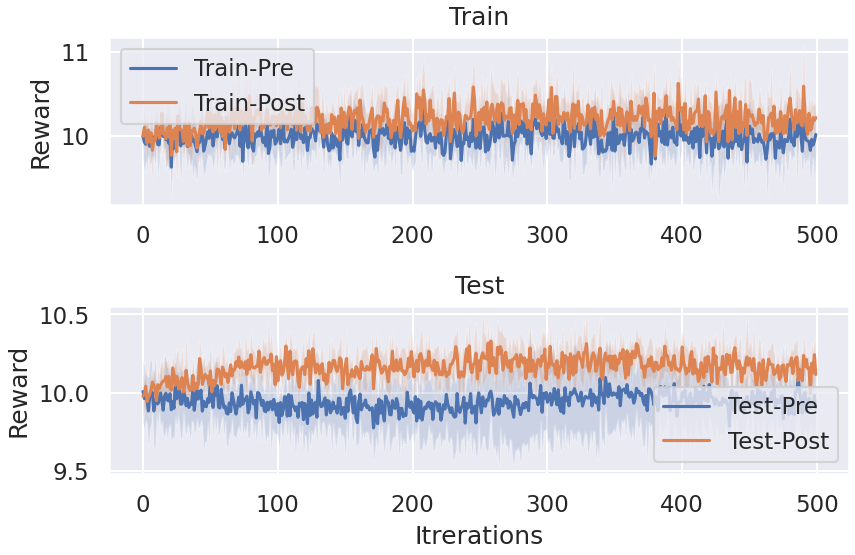 Train
Reward
11
10
Train-Pre
Train-Post
0 100 200 300 400 500
Test
Reward
10.5
10.0
9.5
Test-Pre
Test-Post
0 100 200 300 400 500
Itrerations